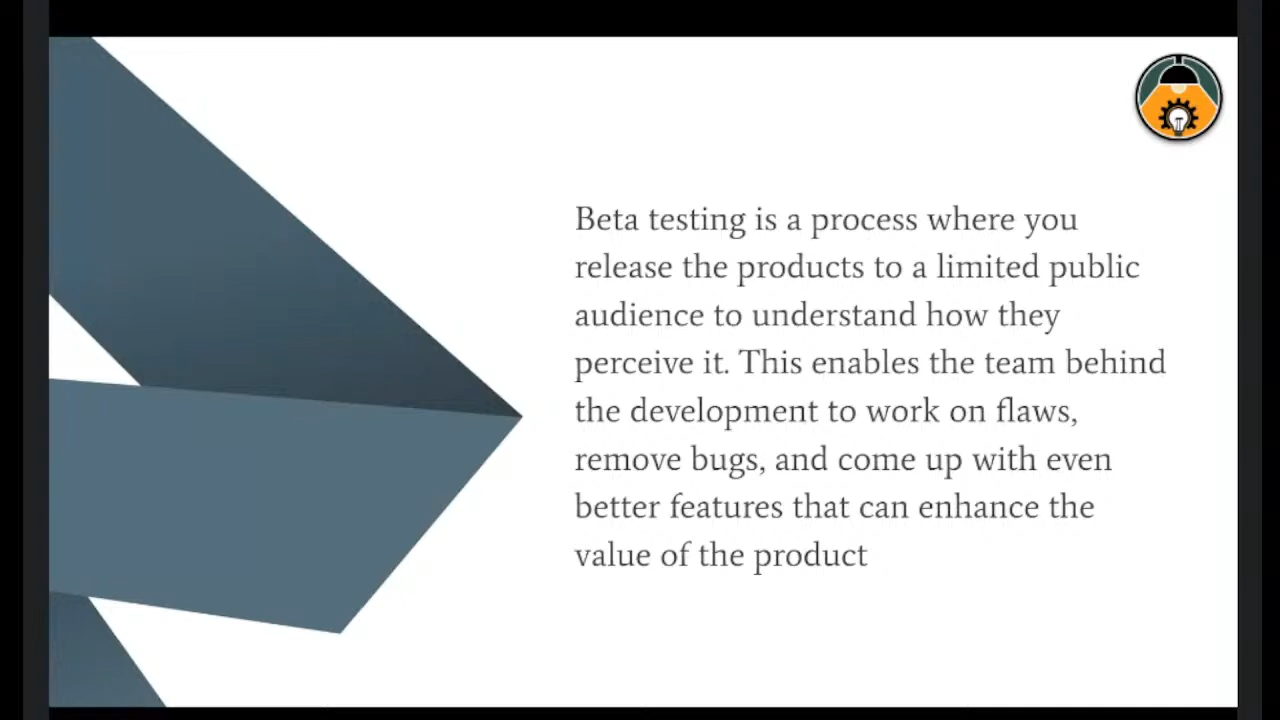 Beta testing is a process where you
release the products to a limited public
audience to understand how they
perceive it. This enables the team behind
the development to work on flaws,
remove bugs, and come up with even
better features that can enhance the
value of the product